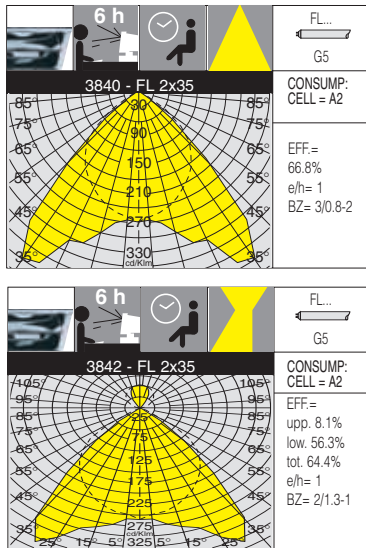 6 h
FL...
G5
3840 - FL 2x35
CONSUMP:
CELL = A2
EFF.=
66.8%
e/h= 1
BZ= 3/0.8-2
85° 30 85°
75° 90 75°
65° 150 65°
55° 210 55°
45° 270 45°
35° 330 35°
cd/Klm
6 h
FL...
G5
3842 - FL 2x35
CONSUMP:
CELL = A2
EFF.=
upp. 8.1%
low. 56.3%
tot. 64.4%
e/h= 1
BZ= 2/1.3-1
105° 105°
95° 95°
85° 25 85°
75° 75 75°
65° 125 65°
55° 175 55°
45° 225 45°
35° 275 35°
cd/Klm
25° 15° 5° 325 5° 15° 25°